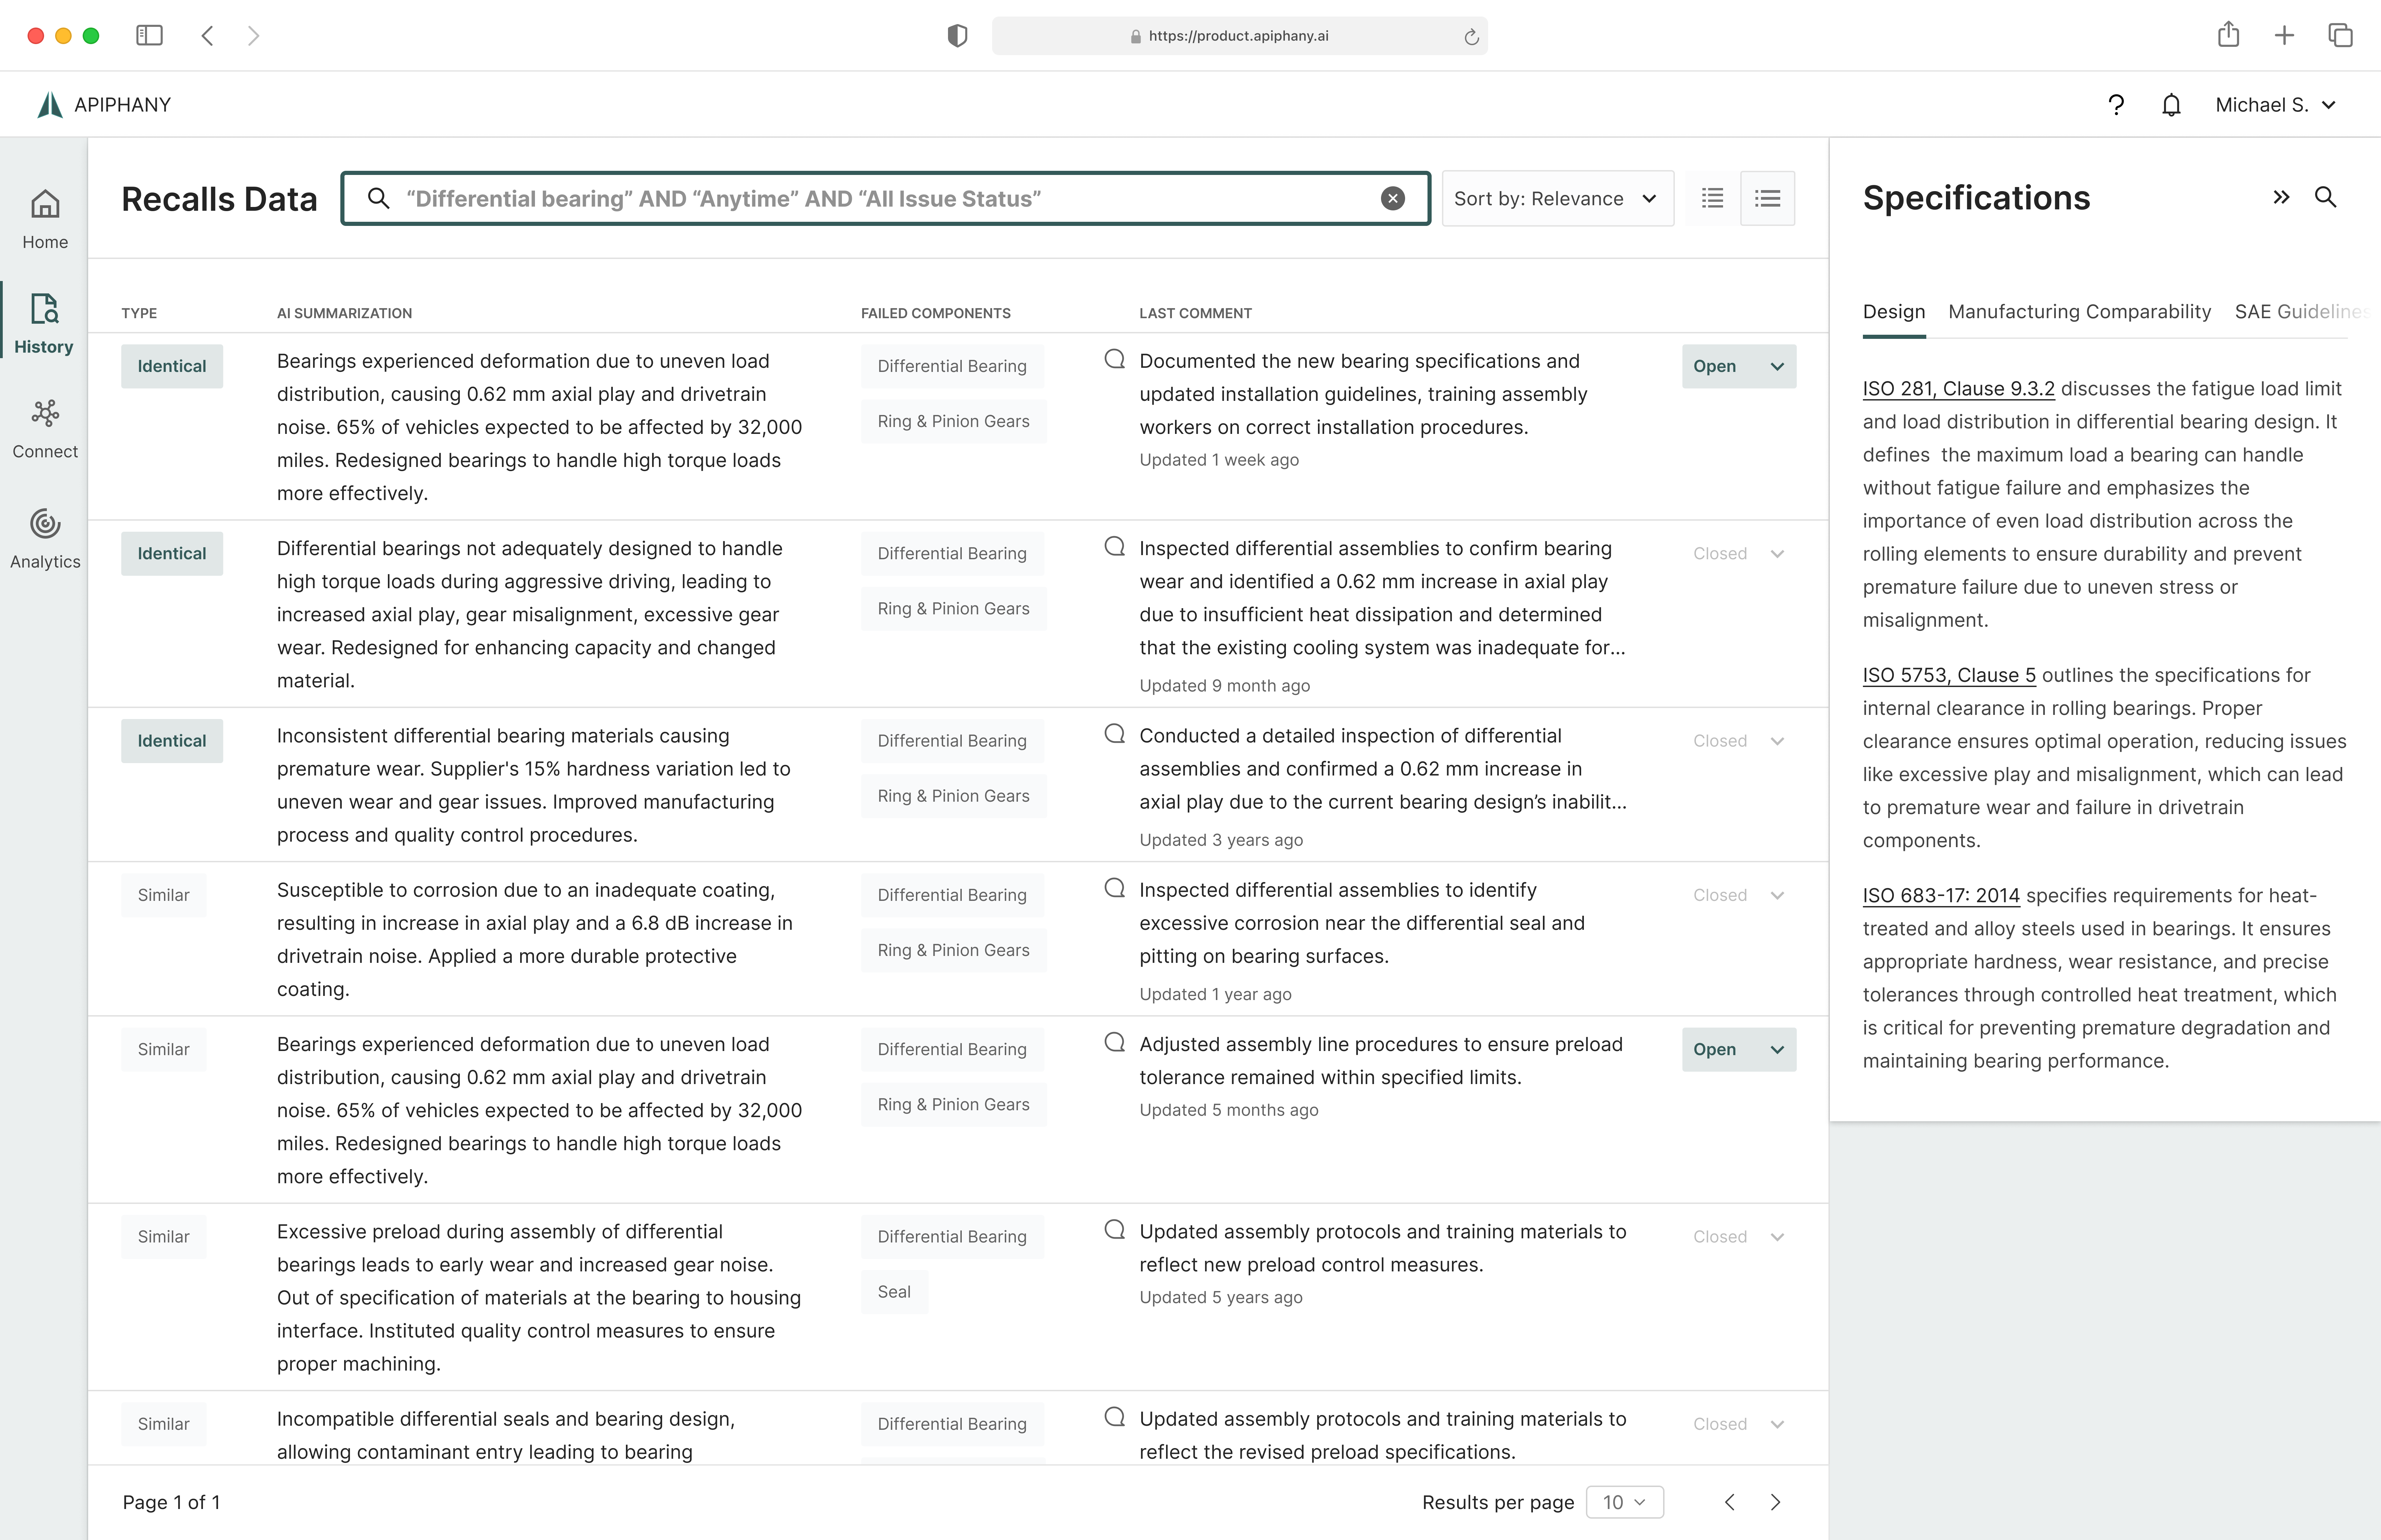 https://product.apiphany.ai
APIPHANY
Michael S.
Home
History
Connect
Analytics
Recalls Data
“Differential bearing” AND “Anytime” AND “All Issue Status”
Sort by: Relevance
TYPE
AI SUMMARIZATION
FAILED COMPONENTS
LAST COMMENT
Identical
Bearings experienced deformation due to uneven load
distribution, causing 0.62 mm axial play and drivetrain
noise. 65% of vehicles expected to be affected by 32,000
miles. Redesigned bearings to handle high torque loads
more effectively.
Differential Bearing
Ring & Pinion Gears
Documented the new bearing specifications and
updated installation guidelines, training assembly
workers on correct installation procedures.
Updated 1 week ago
Open
Identical
Differential bearings not adequately designed to handle
high torque loads during aggressive driving, leading to
increased axial play, gear misalignment, excessive gear
wear. Redesigned for enhancing capacity and changed
material.
Differential Bearing
Ring & Pinion Gears
Inspected differential assemblies to confirm bearing
wear and identified a 0.62 mm increase in axial play
due to insufficient heat dissipation and determined
that the existing cooling system was inadequate for...
Updated 9 month ago
Closed
Identical
Inconsistent differential bearing materials causing
premature wear. Supplier's 15% hardness variation led to
uneven wear and gear issues. Improved manufacturing
process and quality control procedures.
Differential Bearing
Ring & Pinion Gears
Conducted a detailed inspection of differential
assemblies and confirmed a 0.62 mm increase in
axial play due to the current bearing design’s inabilit...
Updated 3 years ago
Closed
Similar
Susceptible to corrosion due to an inadequate coating,
resulting in increase in axial play and a 6.8 dB increase in
drivetrain noise. Applied a more durable protective
coating.
Differential Bearing
Ring & Pinion Gears
Inspected differential assemblies to identify
excessive corrosion near the differential seal and
pitting on bearing surfaces.
Updated 1 year ago
Closed
Similar
Bearings experienced deformation due to uneven load
distribution, causing 0.62 mm axial play and drivetrain
noise. 65% of vehicles expected to be affected by 32,000
miles. Redesigned bearings to handle high torque loads
more effectively.
Differential Bearing
Ring & Pinion Gears
Adjusted assembly line procedures to ensure preload
tolerance remained within specified limits.
Updated 5 months ago
Open
Similar
Excessive preload during assembly of differential
bearings leads to early wear and increased gear noise.
Out of specification of materials at the bearing to housing
interface. Instituted quality control measures to ensure
proper machining.
Differential Bearing
Seal
Updated assembly protocols and training materials to
reflect new preload control measures.
Updated 5 years ago
Closed
Similar
Incompatible differential seals and bearing design,
allowing contaminant entry leading to bearing
Differential Bearing
Updated assembly protocols and training materials to
reflect the revised preload specifications.
Closed
Page 1 of 1
Results per page
10
Specifications
Design
Manufacturing Comparability
SAE Guidelines
ISO 281, Clause 9.3.2 discusses the fatigue load limit
and load distribution in differential bearing design. It
defines the maximum load a bearing can handle
without fatigue failure and emphasizes the
importance of even load distribution across the
rolling elements to ensure durability and prevent
premature failure due to uneven stress or
misalignment.
ISO 5753, Clause 5 outlines the specifications for
internal clearance in rolling bearings. Proper
clearance ensures optimal operation, reducing issues
like excessive play and misalignment, which can lead
to premature wear and failure in drivetrain
components.
ISO 683-17: 2014 specifies requirements for heat-
treated and alloy steels used in bearings. It ensures
appropriate hardness, wear resistance, and precise
tolerances through controlled heat treatment, which
is critical for preventing premature degradation and
maintaining bearing performance.